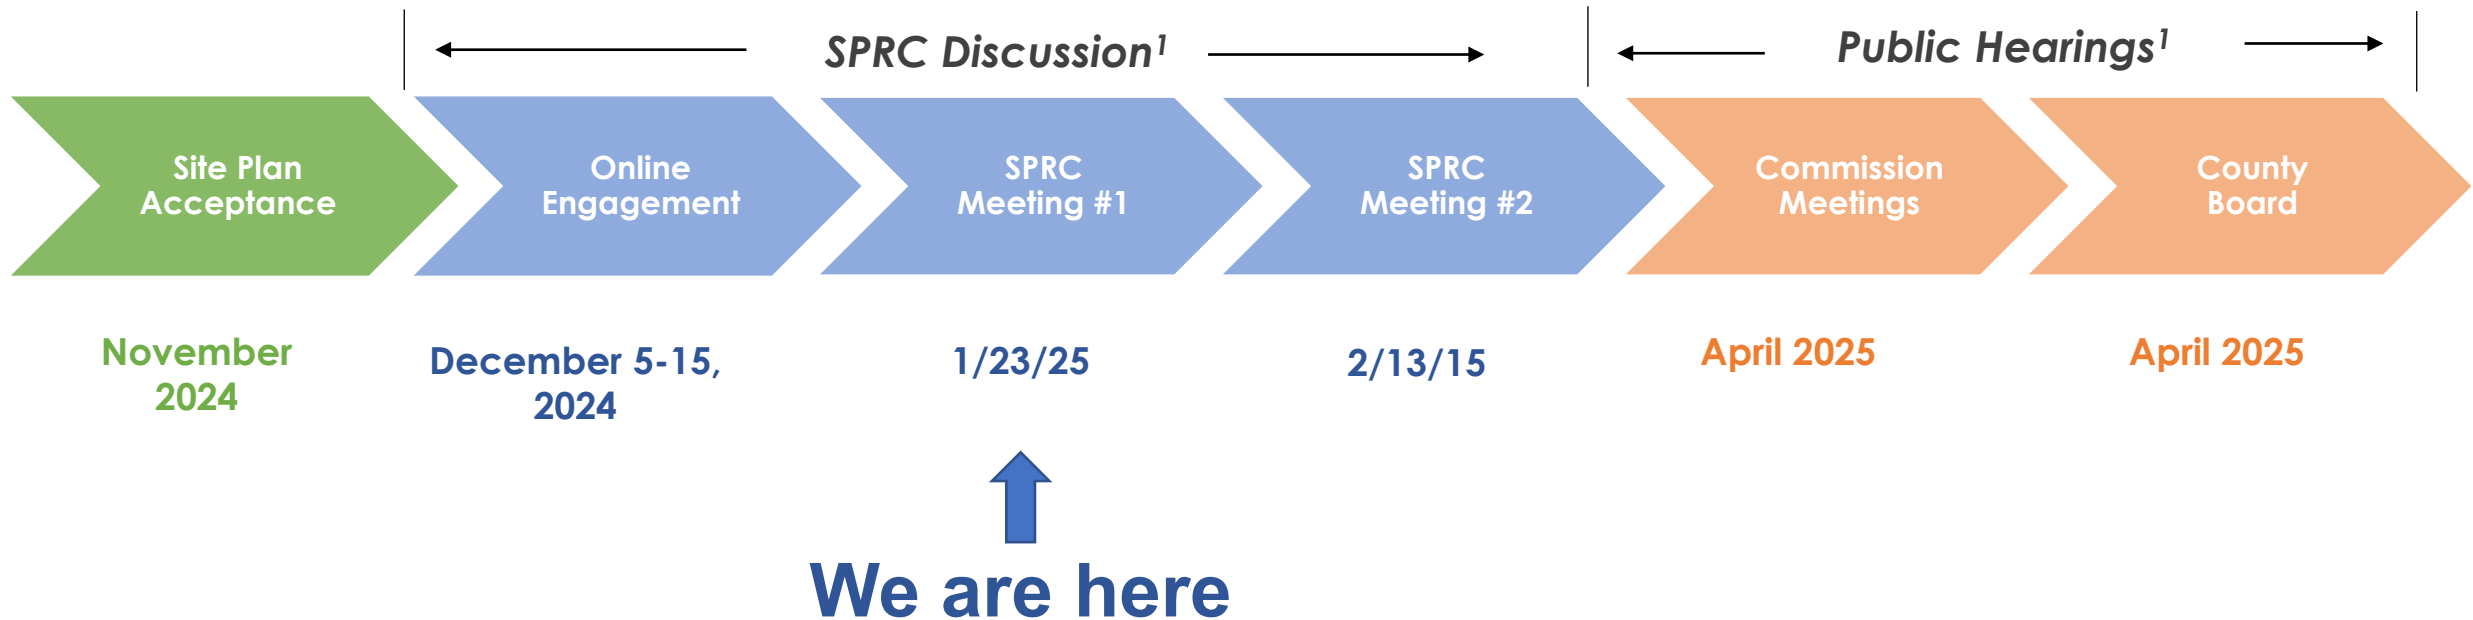 SPRC Discussion¹
Public Hearings¹
Site Plan
Acceptance
Online
Engagement
SPRC
Meeting #1
SPRC
Meeting #2
Commission
Meetings
County
Board
November
2024
December 5-15,
2024
1/23/25
2/13/15
April 2025
April 2025
We are here